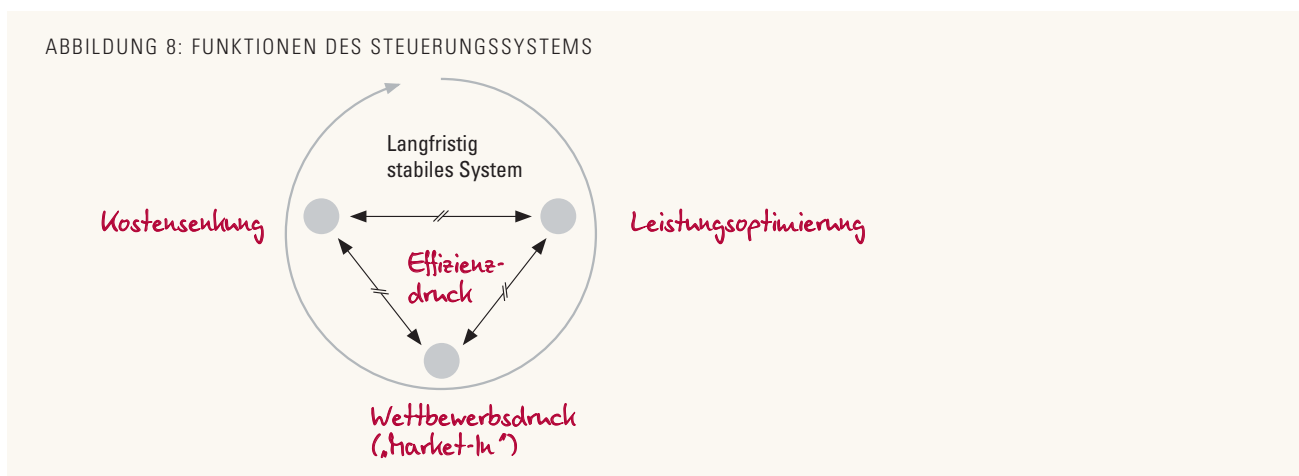 ABBILDUNG 8: FUNKTIONEN DES STEUERUNGSSYSTEMS
Langfristig
stabiles System
Kostensenkung
Leistungsoptimierung
Effizienz-
druck
Wettbewerbsdruck
(„Market-In“)